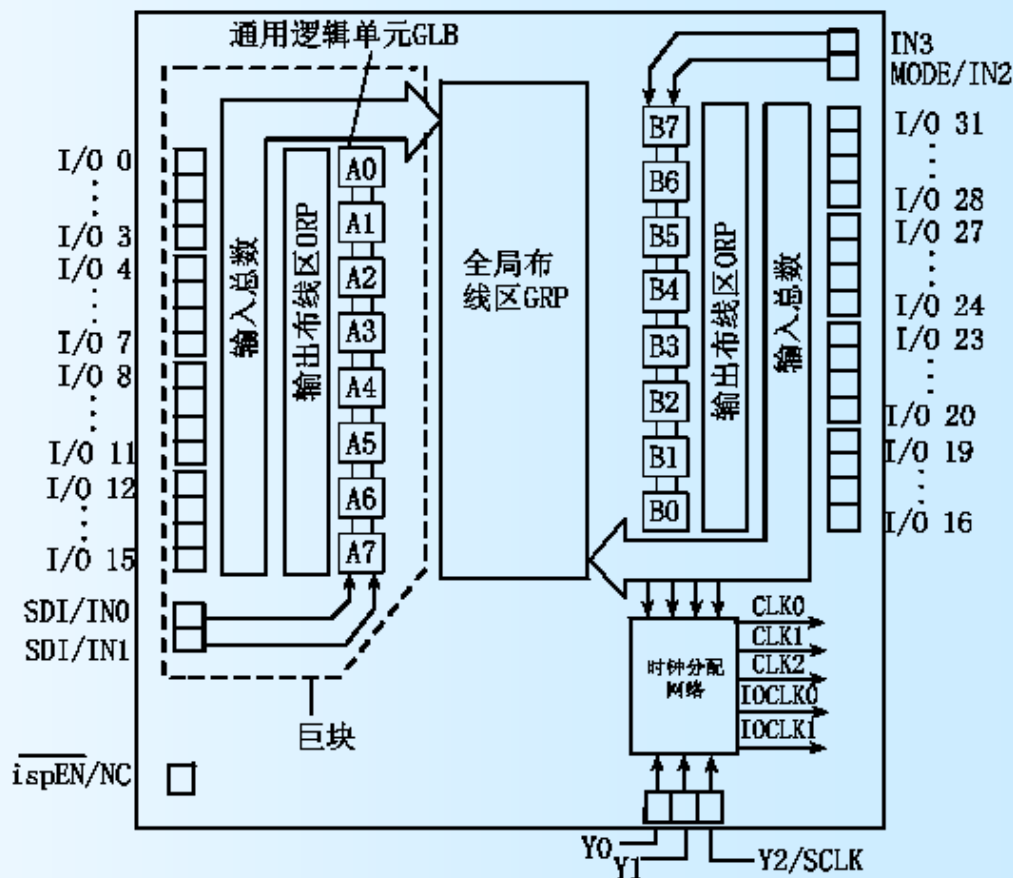 通用逻辑单元GLB
IN3
MODE/IN2
I/O 0
I/O 3
I/O 4
I/O 7
I/O 8
I/O 11
I/O 12
I/O 15
SDI/IN0
SDI/IN1
ispEN/NC
输入总数
输出布线区ORP
A0
A1
A2
A3
A4
A5
A6
A7
巨块
全局布
线区GRP
B7
B6
B5
B4
B3
B2
B1
B0
输出布线区ORP
输入总数
I/O 31
I/O 28
I/O 27
I/O 24
I/O 23
I/O 20
I/O 19
I/O 16
时钟分配
网络
CLK0
CLK1
CLK2
IOCLK0
IOCLK1
Y0
Y1
Y2/SCLK